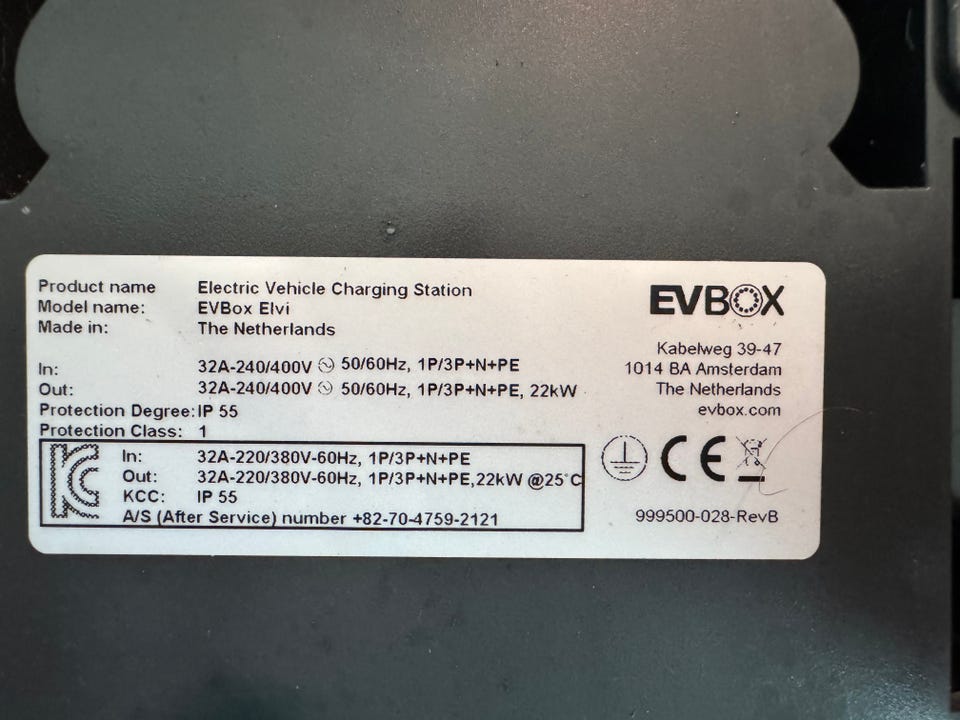 Product name Electric Vehicle Charging Station
Model name: EVBox Elvi
Made in: The Netherlands
In: 32A-240/400V 50/60Hz, 1P/3P+N+PE
Out: 32A-240/400V 50/60Hz, 1P/3P+N+PE, 22kW
Protection Degree: IP 55
Protection Class: 1
KC
In: 32A-220/380V-60Hz, 1P/3P+N+PE
Out: 32A-220/380V-60Hz, 1P/3P+N+PE,22kW @25°C
KCC: IP 55
A/S (After Service) number +82-70-4759-2121
EVBOX
Kabelweg 39-47
1014 BA Amsterdam
The Netherlands
evbox.com
CE
999500-028-RevB